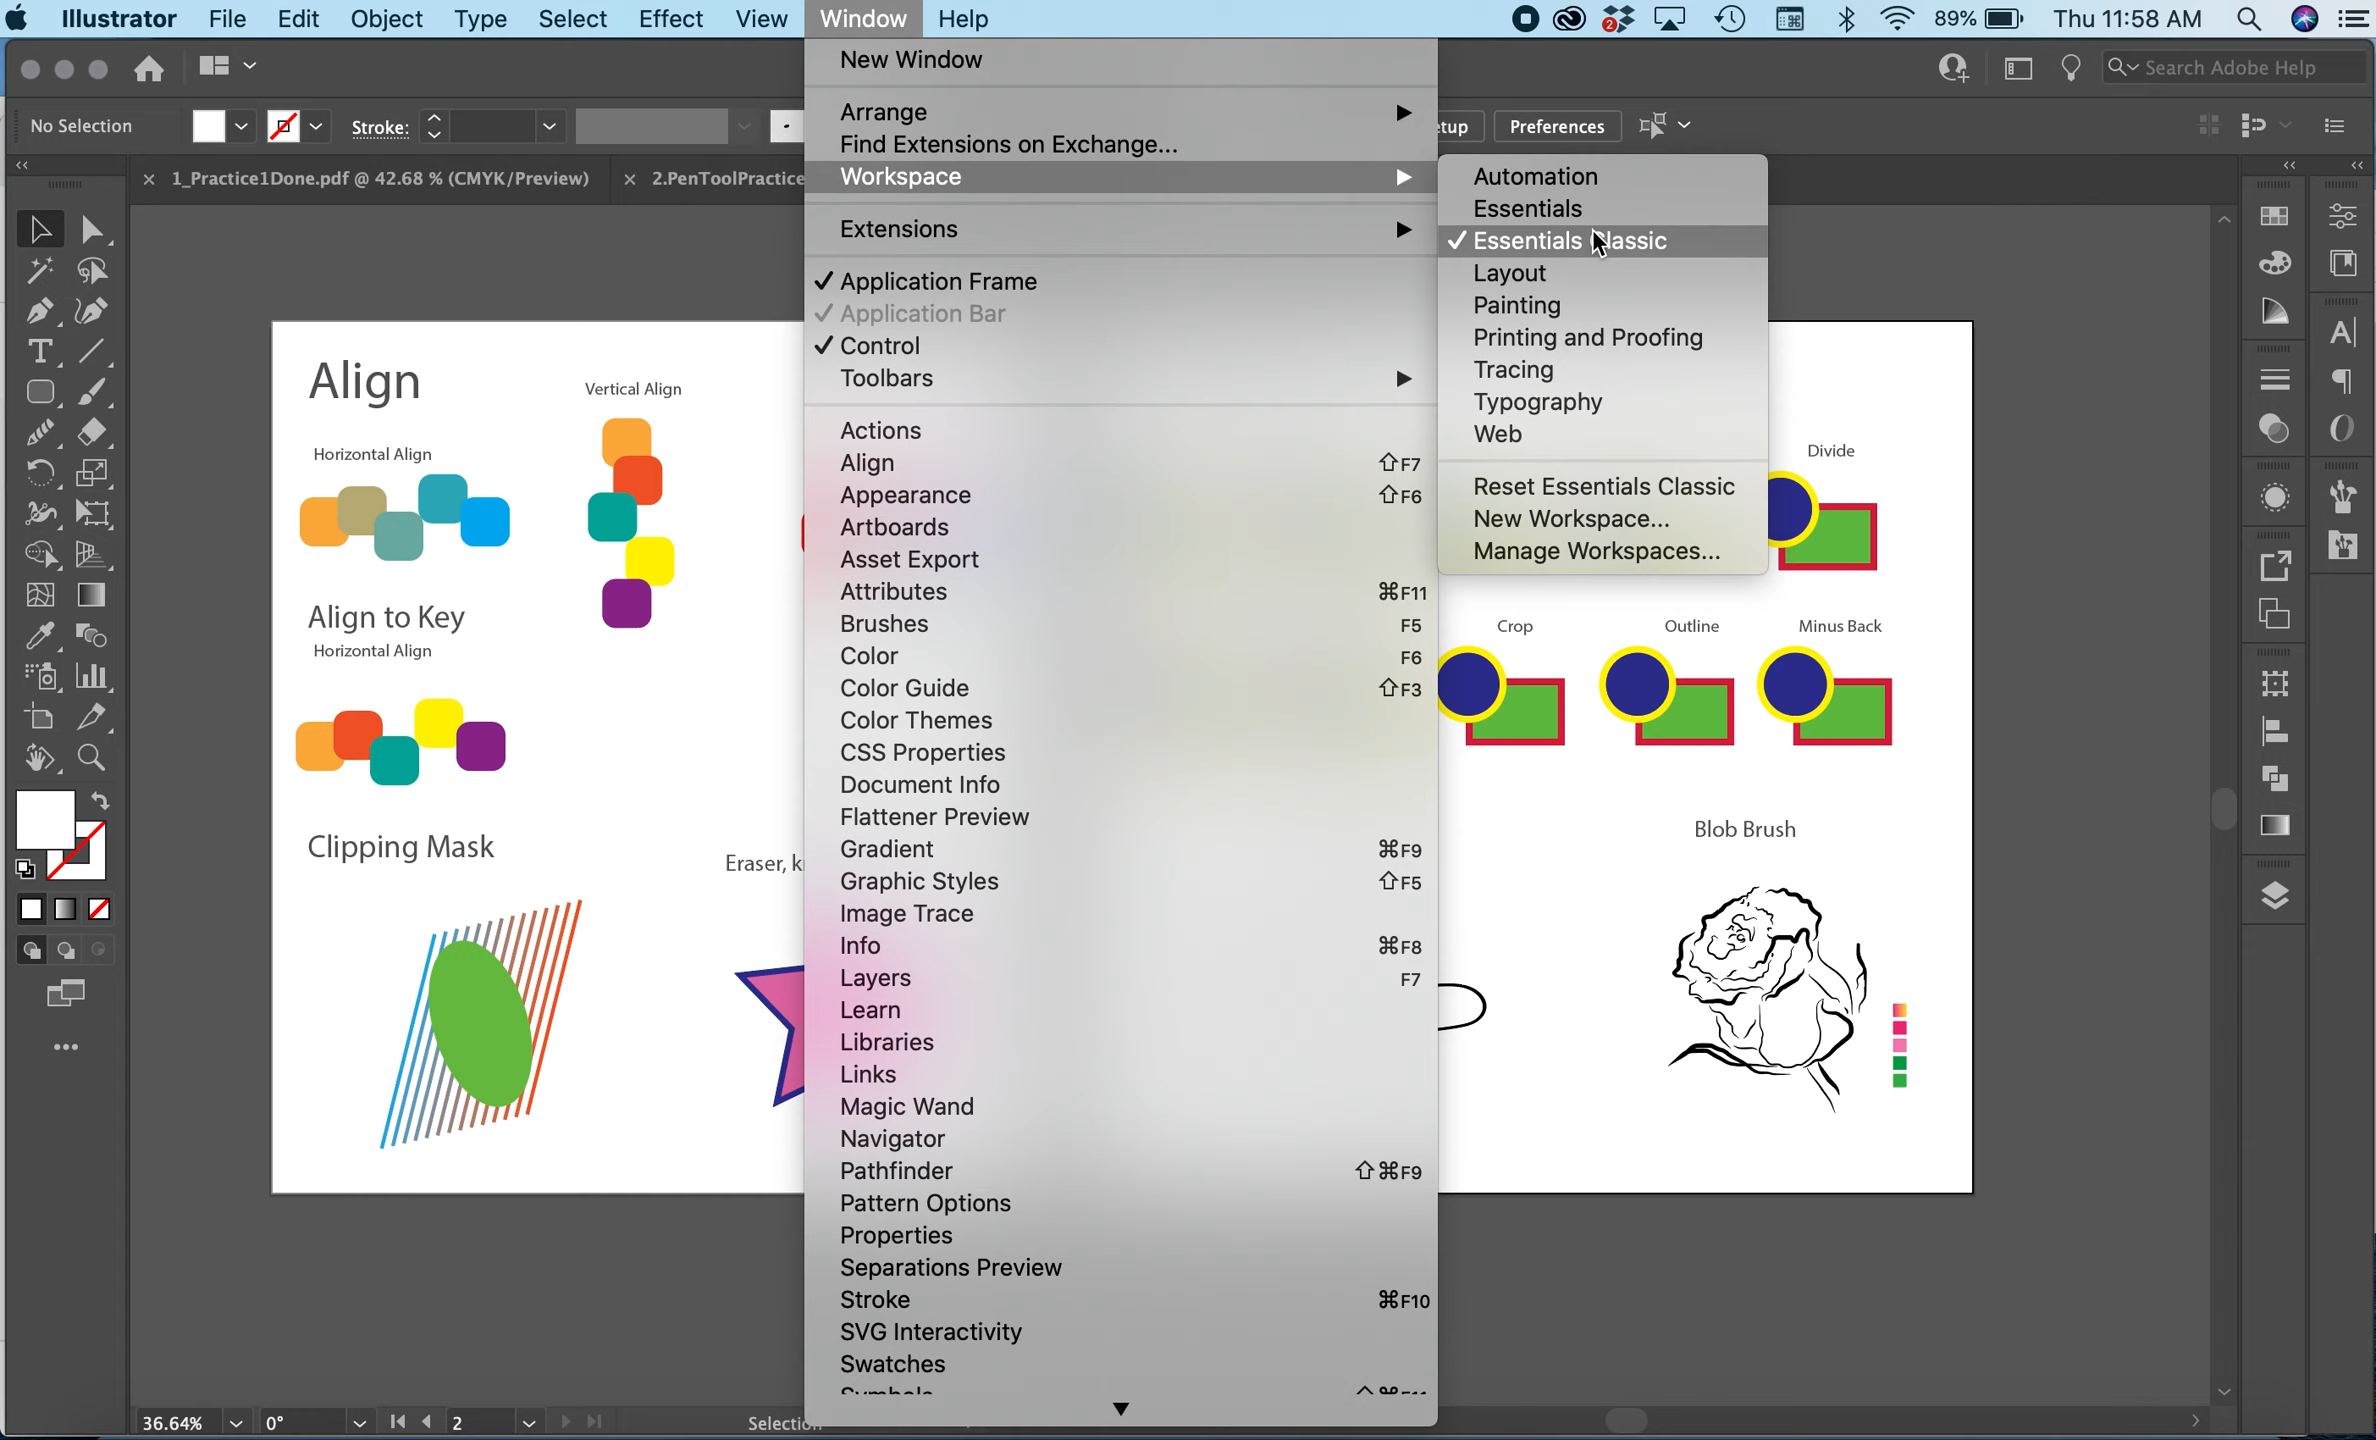 Illustrator File Edit Object Type Select Effect View Window Help 2 89% Thu 11:58 AM
Search Adobe Help
No Selection Stroke: etup Preferences
1_Practice1Done.pdf @ 42.68 % (CMYK/Preview) 2.PenToolPractice
New Window
Arrange
Find Extensions on Exchange...
Workspace
Extensions
✓ Application Frame
✓ Application Bar
✓ Control
Toolbars
Actions
Align ⇧F7
Appearance ⇧F6
Artboards
Asset Export
Attributes ⌘F11
Brushes F5
Color F6
Color Guide ⇧F3
Color Themes
CSS Properties
Document Info
Flattener Preview
Gradient ⌘F9
Graphic Styles ⇧F5
Image Trace
Info ⌘F8
Layers F7
Learn
Libraries
Links
Magic Wand
Navigator
Pathfinder ⇧⌘F9
Pattern Options
Properties
Separations Preview
Stroke ⌘F10
SVG Interactivity
Swatches
Symbols ⇧⌘F11
Automation
Essentials
✓ Essentials Classic
Layout
Painting
Printing and Proofing
Tracing
Typography
Web
Reset Essentials Classic
New Workspace...
Manage Workspaces...
Align
Vertical Align
Horizontal Align
Align to Key
Horizontal Align
Clipping Mask
Eraser, k
Divide
Crop Outline Minus Back
Blob Brush
36.64% 0° 2 Selection